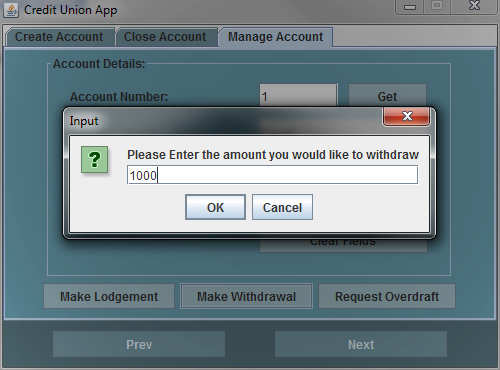 Credit Union App
Create Account Close Account Manage Account
Account Details:
Account Number: 1 Get
Input
Please Enter the amount you would like to withdraw
1000
OK Cancel
Clear Fields
Make Lodgement Make Withdrawal Request Overdraft
Prev Next